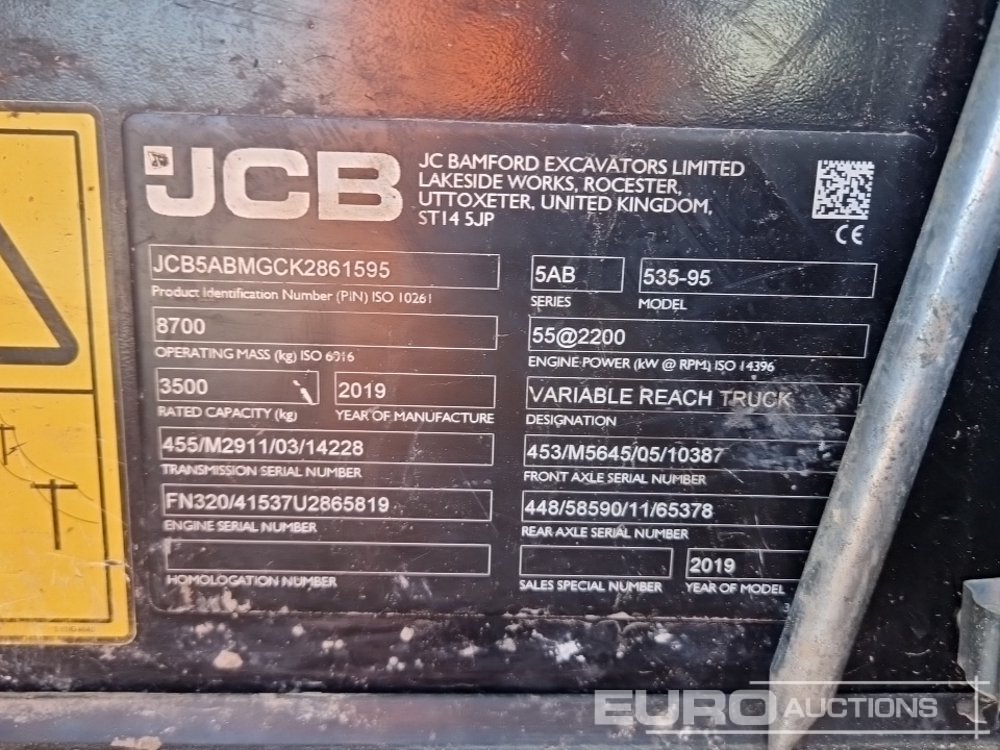 JCB
JC BAMFORD EXCAVATORS LIMITED
LAKESIDE WORKS, ROCESTER,
UTTOXETER, UNITED KINGDOM,
ST14 5JP
CE
JCB5ABMGCK2861595
Product Identification Number (PIN) ISO 10261
5AB
SERIES
535-95
MODEL
8700
OPERATING MASS (kg) ISO 6016
55@2200
ENGINE POWER (kW @ RPM) ISO 14396
3500
RATED CAPACITY (kg)
2019
YEAR OF MANUFACTURE
VARIABLE REACH TRUCK
DESIGNATION
455/M2911/03/14228
TRANSMISSION SERIAL NUMBER
453/M5645/05/10387
FRONT AXLE SERIAL NUMBER
FN320/41537U2865819
ENGINE SERIAL NUMBER
448/58590/11/65378
REAR AXLE SERIAL NUMBER
HOMOLOGATION NUMBER
SALES SPECIAL NUMBER
2019
YEAR OF MODEL
EURO AUCTIONS